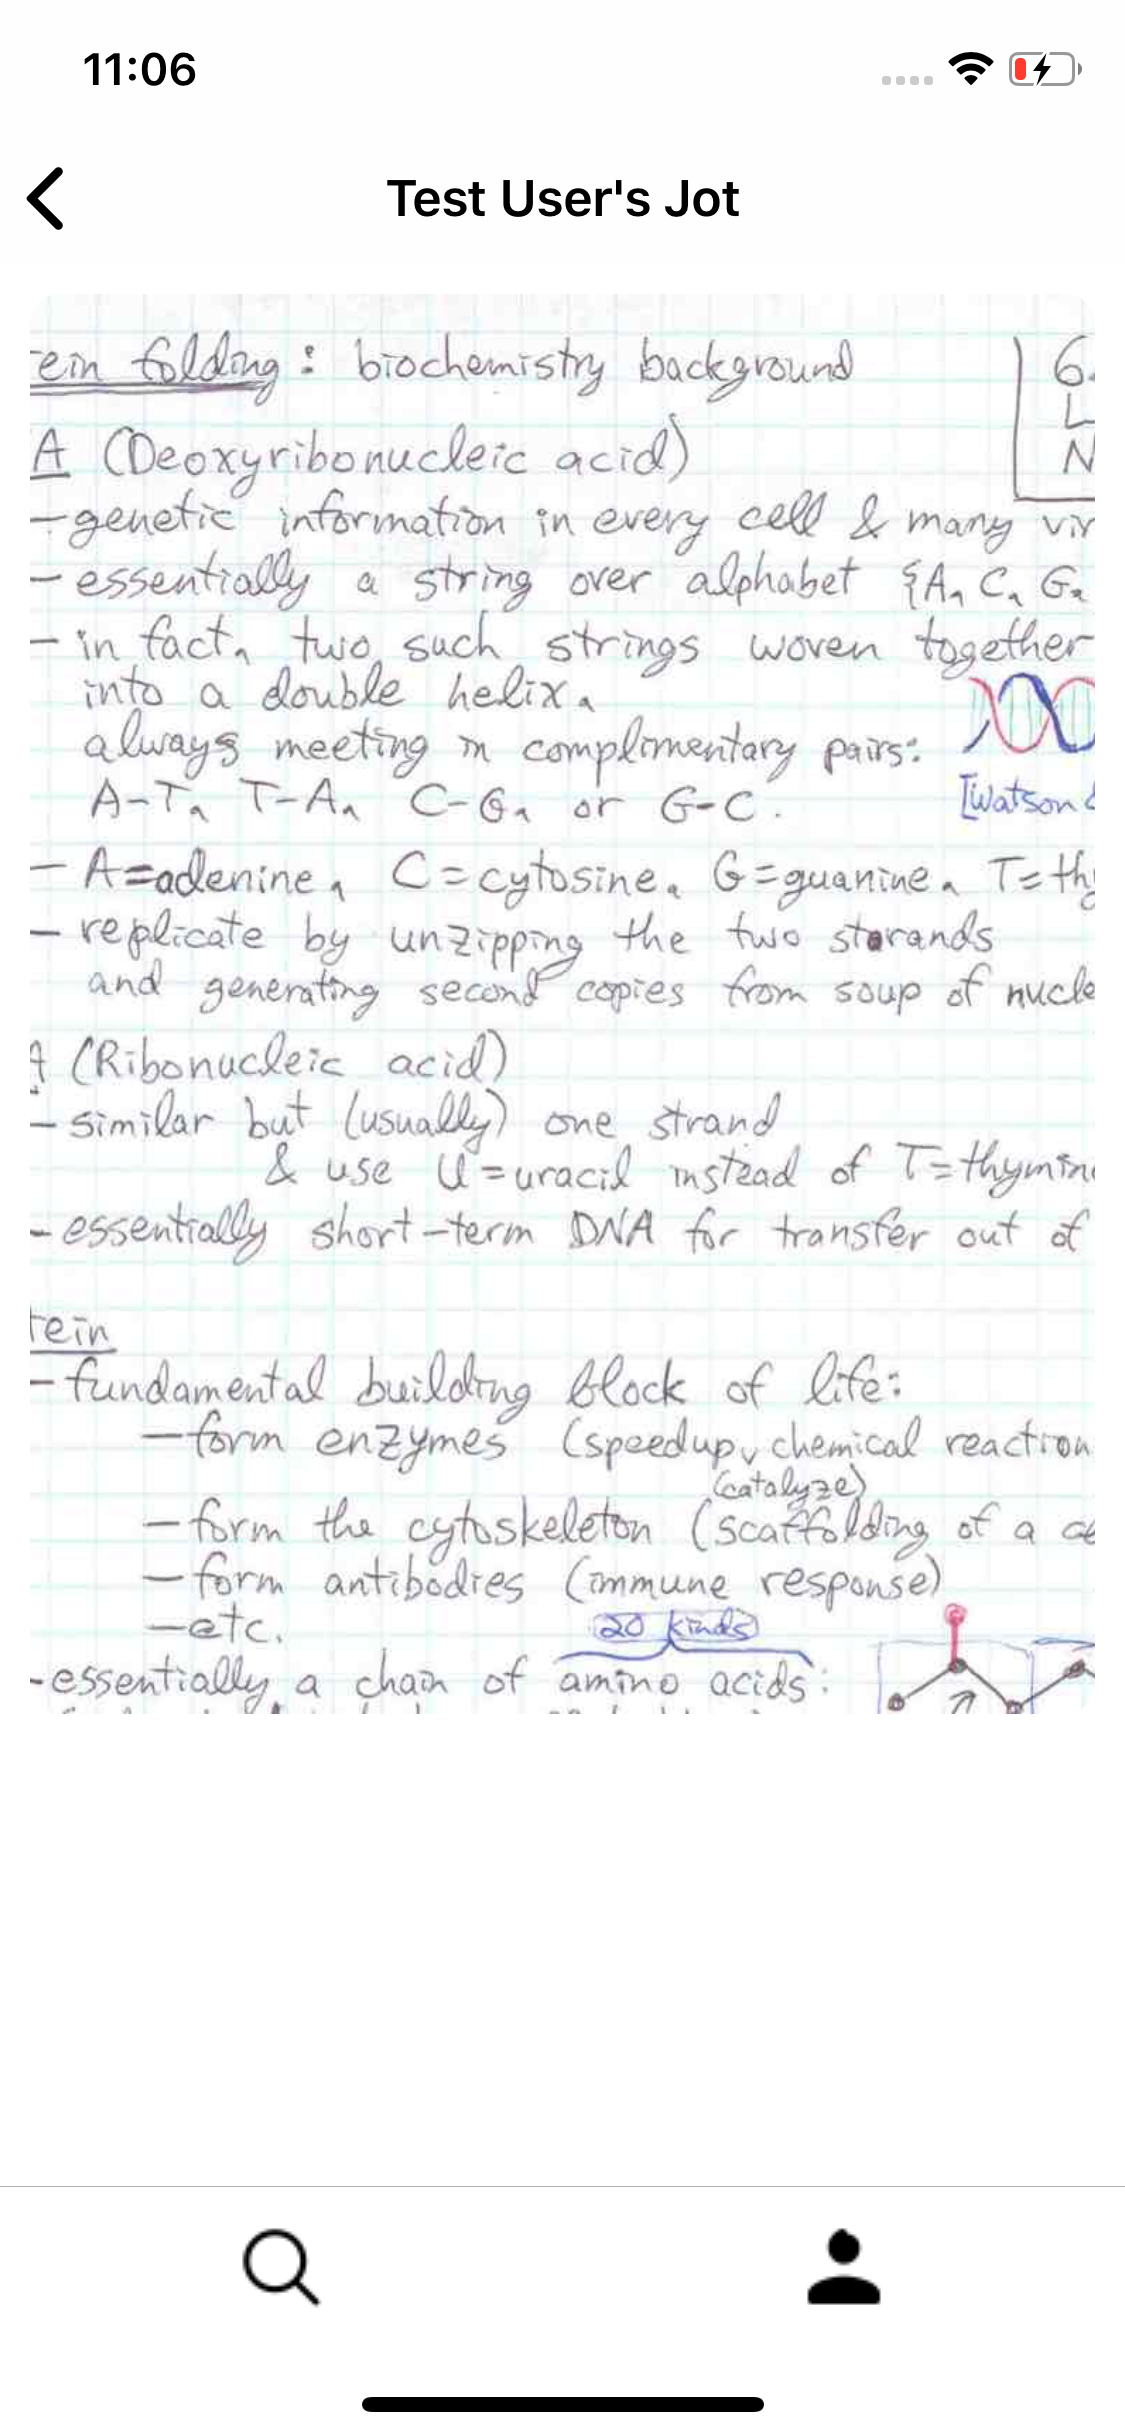 11:06
Test User's Jot
ein folding: biochemistry background
6.
L
N
A (Deoxyribonucleic acid)
- genetic information in every cell & many vir
- essentially a string over alphabet {A, C, G,
- in fact, two such strings woven together
into a double helix,
always meeting in complimentary pairs:
A-T, T-A, C-G, or G-C.
[Watson &
- A=adenine, C=cytosine, G=guanine, T=thy
- replicate by unzipping the two storands
and generating second copies from soup of nucle
A (Ribonucleic acid)
- similar but (usually) one strand
& use U=uracil instead of T=thymine
- essentially short-term DNA for transfer out of
tein
- fundamental building block of life:
- form enzymes (speedup chemical reaction
(catalyze)
- form the cytoskeleton (scaffolding of a ce
- form antibodies (immune response)
- etc.
20 kinds
- essentially a chain of amino acids: